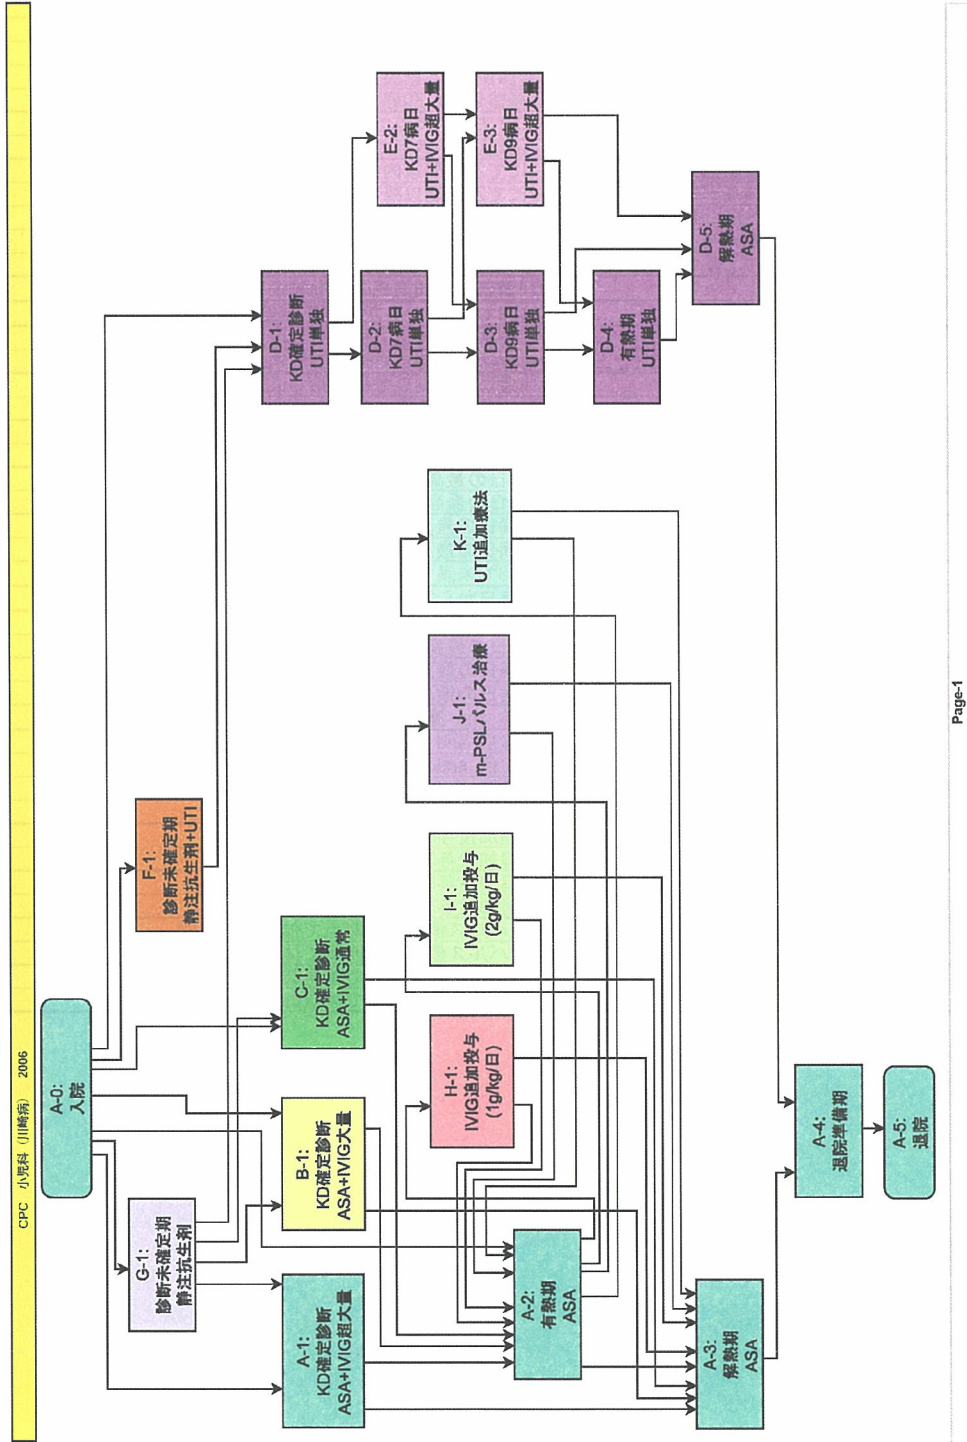 CPC 小児科（川崎病） 2006
A-0:
入院
G-1:
診断未確定期
静注抗生剤
F-1:
診断未確定期
静注抗生剤+UTI
A-1:
KD確定診断
ASA+IVIG超大量
B-1:
KD確定診断
ASA+IVIG大量
C-1:
KD確定診断
ASA+IVIG通常
D-1:
KD確定診断
UTI単独
D-2:
KD7病日
UTI単独
E-2:
KD7病日
UTI+IVIG超大量
H-1:
IVIG追加投与
(1g/kg/日)
I-1:
IVIG追加投与
(2g/kg/日)
J-1:
m-PSLパルス治療
K-1:
UTI追加療法
D-3:
KD9病日
UTI単独
E-3:
KD9病日
UTI+IVIG超大量
A-2:
有熱期
ASA
D-4:
有熱期
UTI単独
A-3:
解熱期
ASA
D-5:
解熱期
ASA
A-4:
退院準備期
A-5:
退院
Page-1